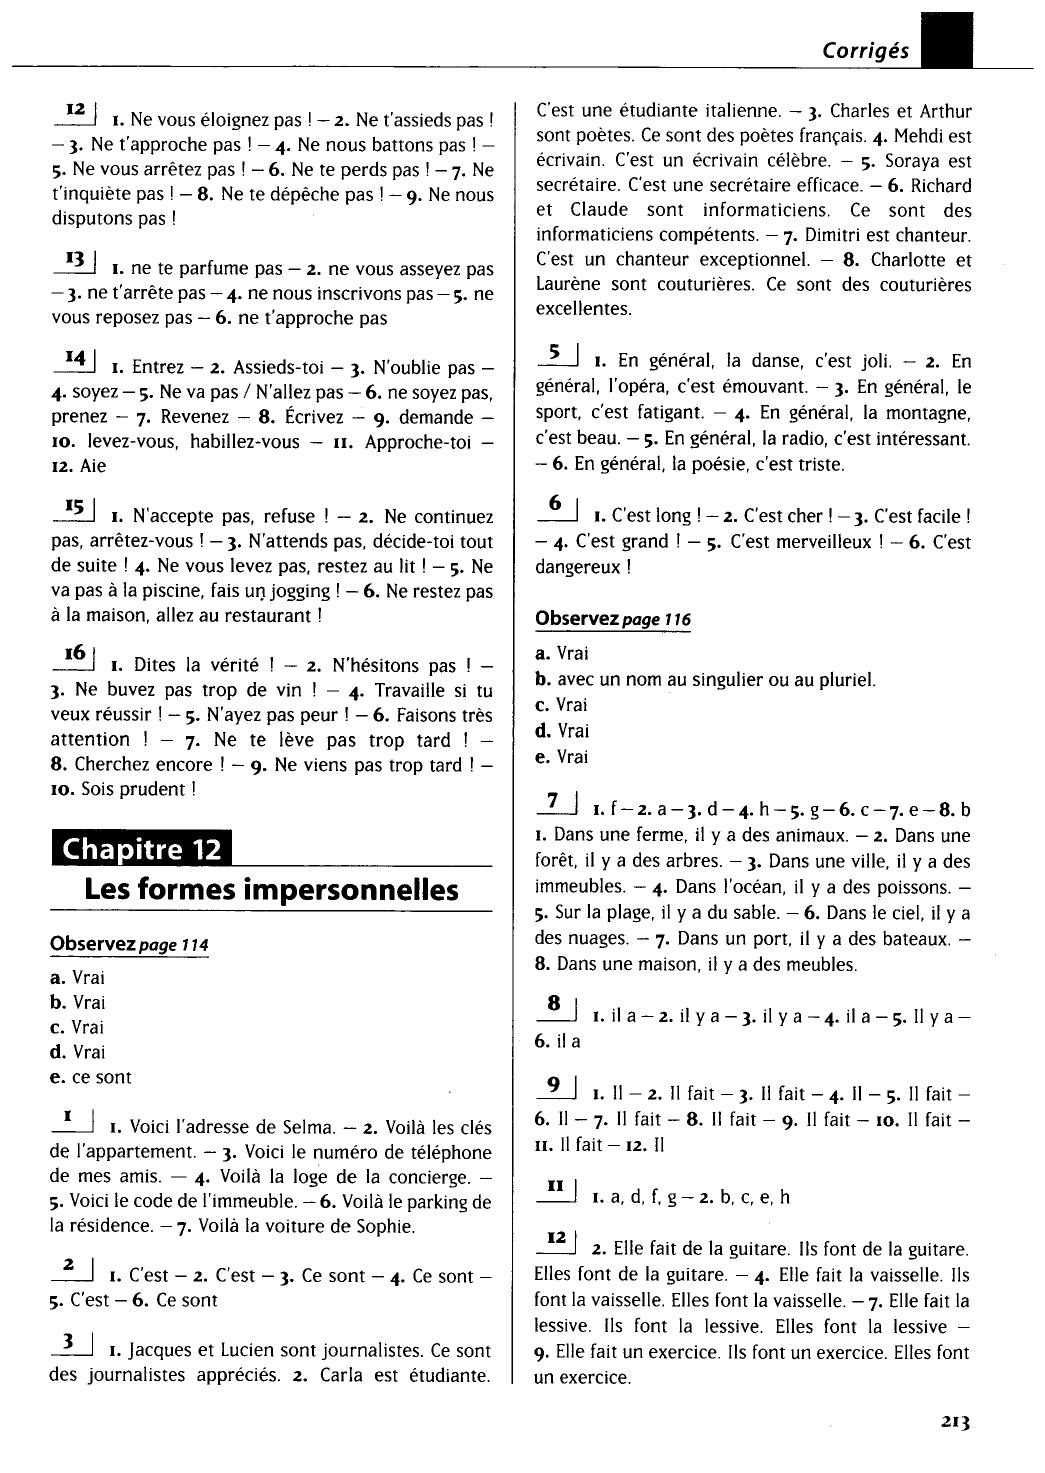 Corrigés
12 1. Ne vous éloignez pas ! – 2. Ne t'assieds pas !
– 3. Ne t'approche pas ! – 4. Ne nous battons pas ! –
5. Ne vous arrêtez pas ! – 6. Ne te perds pas ! – 7. Ne
t'inquiète pas ! – 8. Ne te dépêche pas ! – 9. Ne nous
disputons pas !
13 1. ne te parfume pas – 2. ne vous asseyez pas
– 3. ne t'arrête pas – 4. ne nous inscrivons pas – 5. ne
vous reposez pas – 6. ne t'approche pas
14 1. Entrez – 2. Assieds-toi – 3. N'oublie pas –
4. soyez – 5. Ne va pas / N'allez pas – 6. ne soyez pas,
prenez – 7. Revenez – 8. Écrivez – 9. demande –
10. levez-vous, habillez-vous – 11. Approche-toi –
12. Aie
15 1. N'accepte pas, refuse ! – 2. Ne continuez
pas, arrêtez-vous ! – 3. N'attends pas, décide-toi tout
de suite ! 4. Ne vous levez pas, restez au lit ! – 5. Ne
va pas à la piscine, fais un jogging ! – 6. Ne restez pas
à la maison, allez au restaurant !
16 1. Dites la vérité ! – 2. N'hésitons pas ! –
3. Ne buvez pas trop de vin ! – 4. Travaille si tu
veux réussir ! – 5. N'ayez pas peur ! – 6. Faisons très
attention ! – 7. Ne te lève pas trop tard ! –
8. Cherchez encore ! – 9. Ne viens pas trop tard ! –
10. Sois prudent !
Chapitre 12
Les formes impersonnelles
Observez page 114
a. Vrai
b. Vrai
c. Vrai
d. Vrai
e. ce sont
1 1. Voici l'adresse de Selma. – 2. Voilà les clés
de l'appartement. – 3. Voici le numéro de téléphone
de mes amis. — 4. Voilà la loge de la concierge. –
5. Voici le code de l'immeuble. – 6. Voilà le parking de
la résidence. – 7. Voilà la voiture de Sophie.
2 1. C'est – 2. C'est – 3. Ce sont – 4. Ce sont –
5. C'est – 6. Ce sont
3 1. Jacques et Lucien sont journalistes. Ce sont
des journalistes appréciés. 2. Carla est étudiante.
C'est une étudiante italienne. – 3. Charles et Arthur
sont poètes. Ce sont des poètes français. 4. Mehdi est
écrivain. C'est un écrivain célèbre. – 5. Soraya est
secrétaire. C'est une secrétaire efficace. – 6. Richard
et Claude sont informaticiens. Ce sont des
informaticiens compétents. – 7. Dimitri est chanteur.
C'est un chanteur exceptionnel. – 8. Charlotte et
Laurène sont couturières. Ce sont des couturières
excellentes.
5 1. En général, la danse, c'est joli. – 2. En
général, l'opéra, c'est émouvant. – 3. En général, le
sport, c'est fatigant. – 4. En général, la montagne,
c'est beau. – 5. En général, la radio, c'est intéressant.
– 6. En général, la poésie, c'est triste.
6 1. C'est long ! – 2. C'est cher ! – 3. C'est facile !
– 4. C'est grand ! – 5. C'est merveilleux ! – 6. C'est
dangereux !
Observez page 116
a. Vrai
b. avec un nom au singulier ou au pluriel.
c. Vrai
d. Vrai
e. Vrai
7 1. f – 2. a – 3. d – 4. h – 5. g – 6. c – 7. e – 8. b
1. Dans une ferme, il y a des animaux. – 2. Dans une
forêt, il y a des arbres. – 3. Dans une ville, il y a des
immeubles. – 4. Dans l'océan, il y a des poissons. –
5. Sur la plage, il y a du sable. – 6. Dans le ciel, il y a
des nuages. – 7. Dans un port, il y a des bateaux. –
8. Dans une maison, il y a des meubles.
8 1. il a – 2. il y a – 3. il y a – 4. il a – 5. Il y a –
6. il a
9 1. Il – 2. Il fait – 3. Il fait – 4. Il – 5. Il fait –
6. Il – 7. Il fait – 8. Il fait – 9. Il fait – 10. Il fait –
11. Il fait – 12. Il
11 1. a, d, f, g – 2. b, c, e, h
12 2. Elle fait de la guitare. Ils font de la guitare.
Elles font de la guitare. – 4. Elle fait la vaisselle. Ils
font la vaisselle. Elles font la vaisselle. – 7. Elle fait la
lessive. Ils font la lessive. Elles font la lessive –
9. Elle fait un exercice. Ils font un exercice. Elles font
un exercice.
213